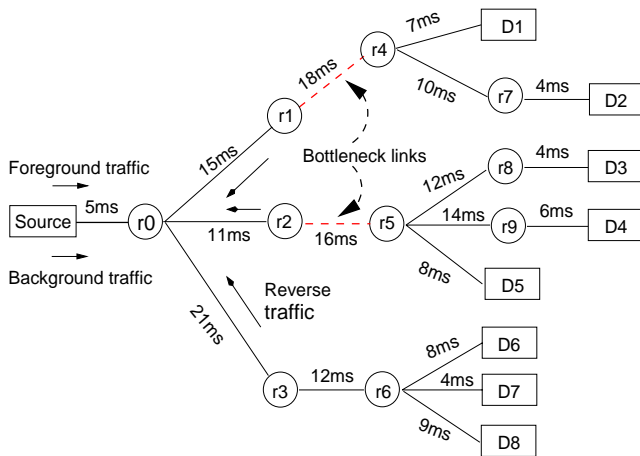 7ms
D1
r4
18ms
10ms
4ms
r7
D2
r1
15ms
Bottleneck links
Foreground traffic
5ms
Source
r0
Background traffic
11ms
r2
16ms
r5
12ms
r8
4ms
D3
14ms
r9
6ms
D4
8ms
D5
Reverse
traffic
21ms
r3
12ms
r6
8ms
D6
4ms
D7
9ms
D8